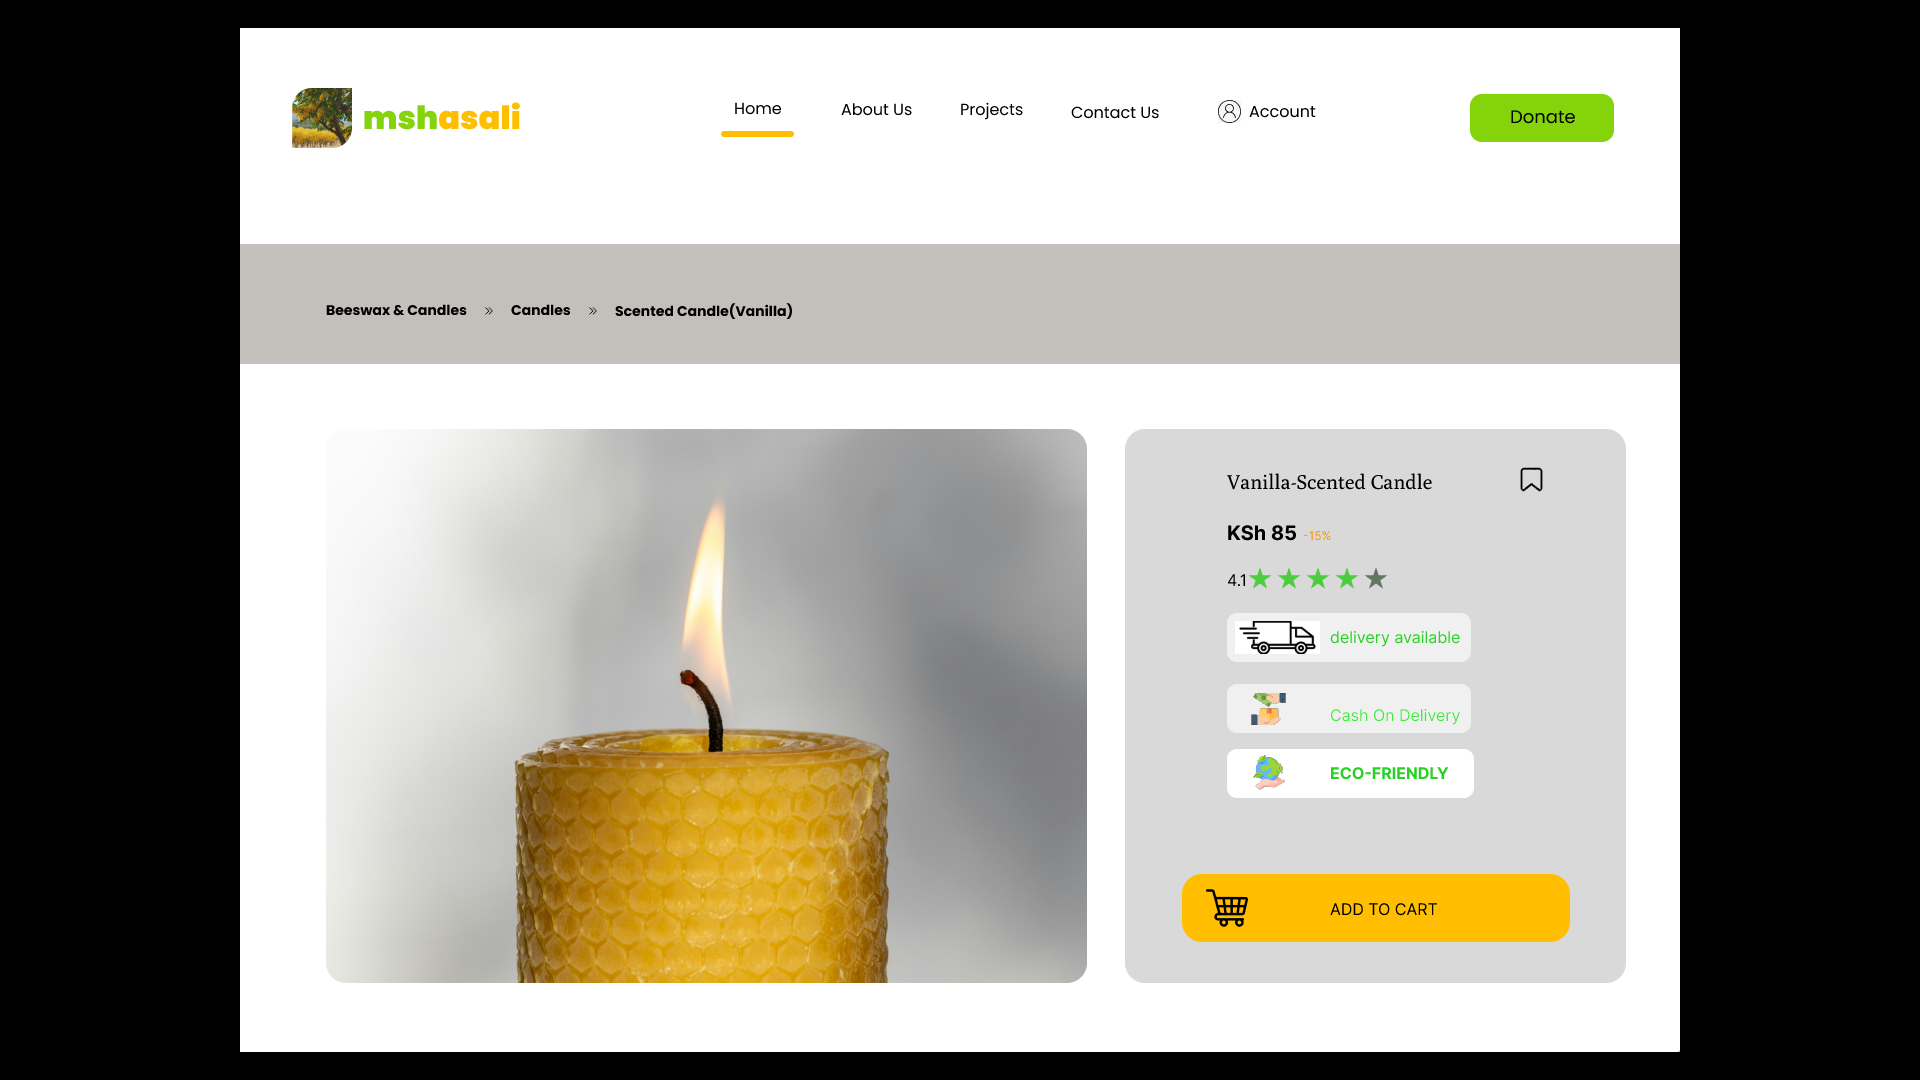 mshasali
Home
About Us
Projects
Contact Us
Account
Donate
Beeswax & Candles » Candles » Scented Candle(Vanilla)
Vanilla-Scented Candle
KSh 85 -15%
4.1
delivery available
Cash On Delivery
ECO-FRIENDLY
ADD TO CART